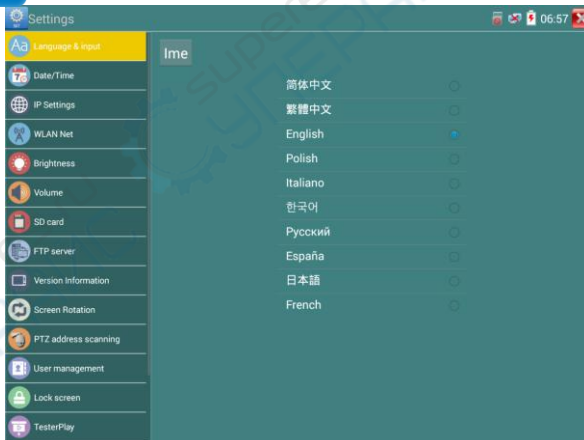 Settings
06:57
Language & input
Date/Time
IP Settings
WLAN Net
Brightness
Volume
SD card
FTP server
Version Information
Screen Rotation
PTZ address scanning
User management
Lock screen
TesterPlay
Ime
简体中文
繁體中文
English
Polish
Italiano
한국어
Русский
España
日本語
French